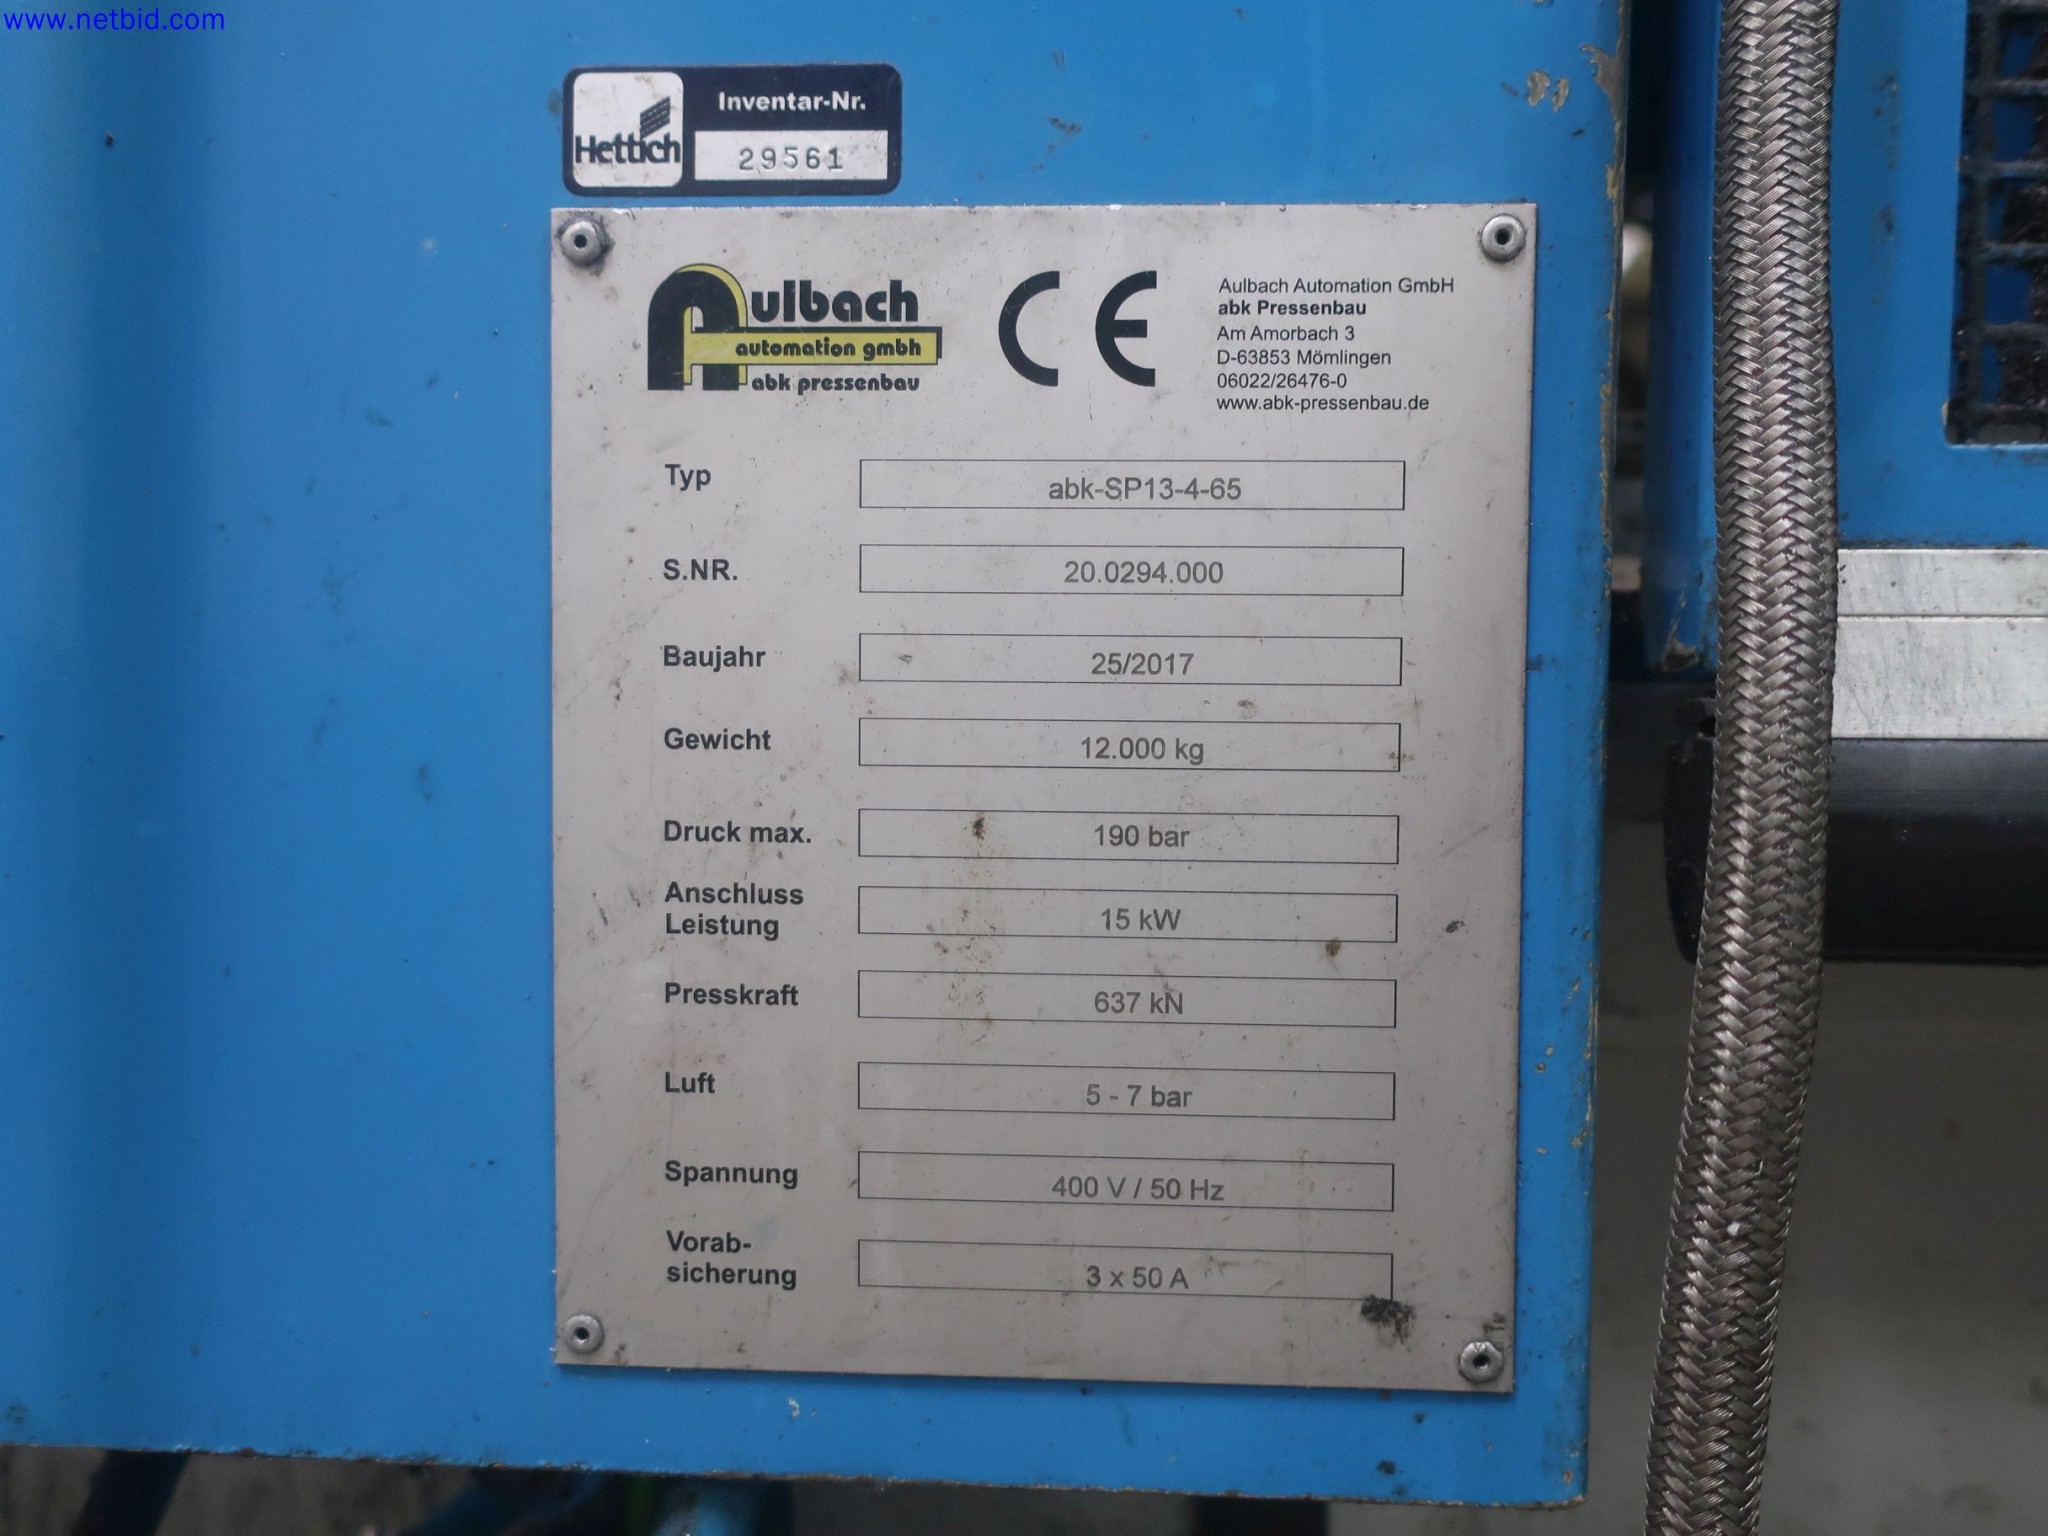 www.netbid.com
Hettich
Inventar-Nr.
29561
Aulbach
automation gmbh
abk pressenbau
CE
Aulbach Automation GmbH
abk Pressenbau
Am Amorbach 3
D-63853 Mömlingen
06022/26476-0
www.abk-pressenbau.de
Typ abk-SP13-4-65
S.NR. 20.0294.000
Baujahr 25/2017
Gewicht 12.000 kg
Druck max. 190 bar
Anschluss
Leistung 15 kW
Presskraft 637 kN
Luft 5 - 7 bar
Spannung 400 V / 50 Hz
Vorab-
sicherung 3 x 50 A